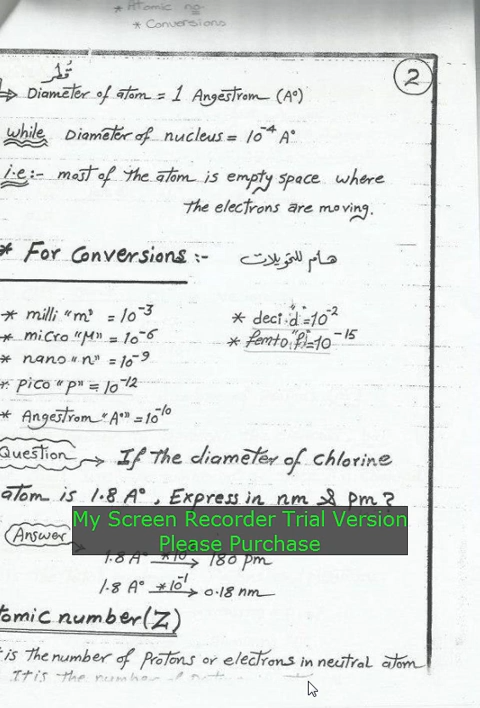 * Atomic no.
* Conversions
2
قُطر
Diameter of atom = 1 Angestrom (A°)
while Diameter of nucleus = 10⁻⁴ A°
i.e:- most of the atom is empty space where
the electrons are moving.
* For Conversions :-
هام للتحويلات
* milli "m" = 10⁻³
* deci "d" = 10⁻²
* micro "M" = 10⁻⁶
* femto "f" = 10⁻¹⁵
* nano "n" = 10⁻⁹
* pico "p" = 10⁻¹²
* Angestrom "A°" = 10⁻¹⁰
Question → If the diameter of chlorine
atom is 1.8 A°, Express in nm & pm?
My Screen Recorder Trial Version
Please Purchase
Answer
1.8 A° *10 → 180 pm
1.8 A° *10⁻¹ → 0.18 nm
tomic number (Z)
is the number of protons or electrons in neutral atom
It is the number of